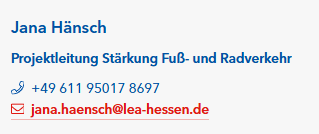 Jana Hänsch
Projektleitung Stärkung Fuß- und Radverkehr
+49 611 95017 8697
jana.haensch@lea-hessen.de